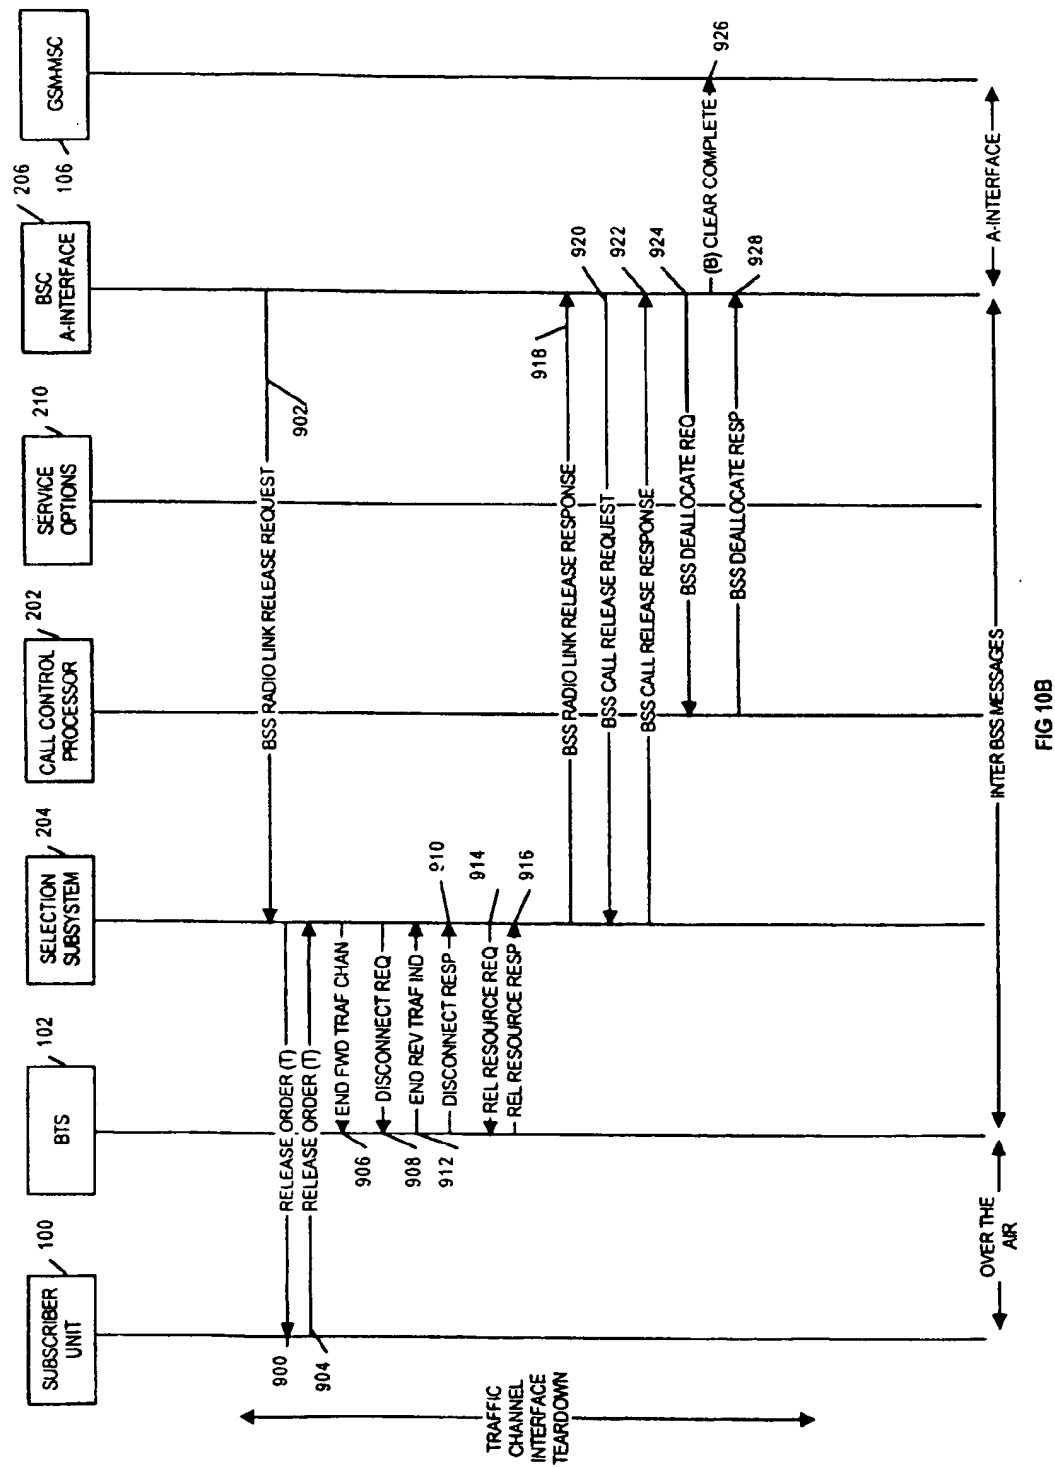 SUBSCRIBER
UNIT
100
BTS
102
SELECTION
SUBSYSTEM
204
CALL CONTROL
PROCESSOR
202
SERVICE
OPTIONS
210
BSC
A-INTERFACE
206
GSM-MSC
106
BSS RADIO LINK RELEASE REQUEST
902
900
RELEASE ORDER (T)
904
RELEASE ORDER (T)
906
END FWD TRAF CHAN
908
DISCONNECT REQ
912
END REV TRAF IND
DISCONNECT RESP
910
REL RESOURCE REQ
914
REL RESOURCE RESP
916
BSS RADIO LINK RELEASE RESPONSE
918
BSS CALL RELEASE REQUEST
920
BSS CALL RELEASE RESPONSE
922
BSS DEALLOCATE REQ
924
(B) CLEAR COMPLETE
926
BSS DEALLOCATE RESP
928
TRAFFIC
CHANNEL
INTERFACE
TEARDOWN
OVER THE
AIR
INTER BSS MESSAGES
A-INTERFACE
FIG 10B